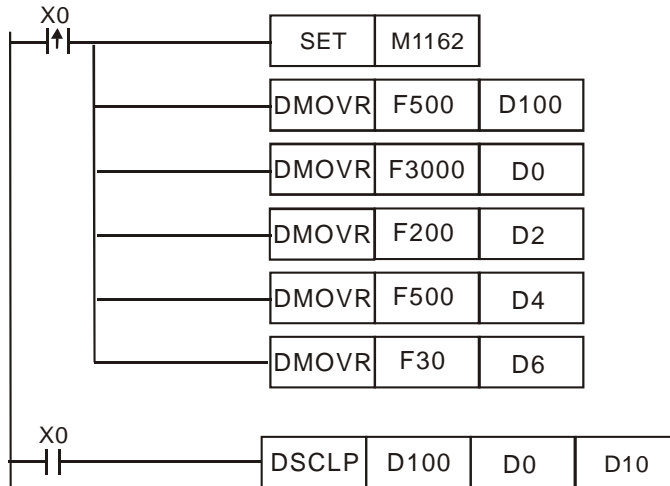 X0
SET M1162
DMOVR F500 D100
DMOVR F3000 D0
DMOVR F200 D2
DMOVR F500 D4
DMOVR F30 D6
X0
DSCLP D100 D0 D10